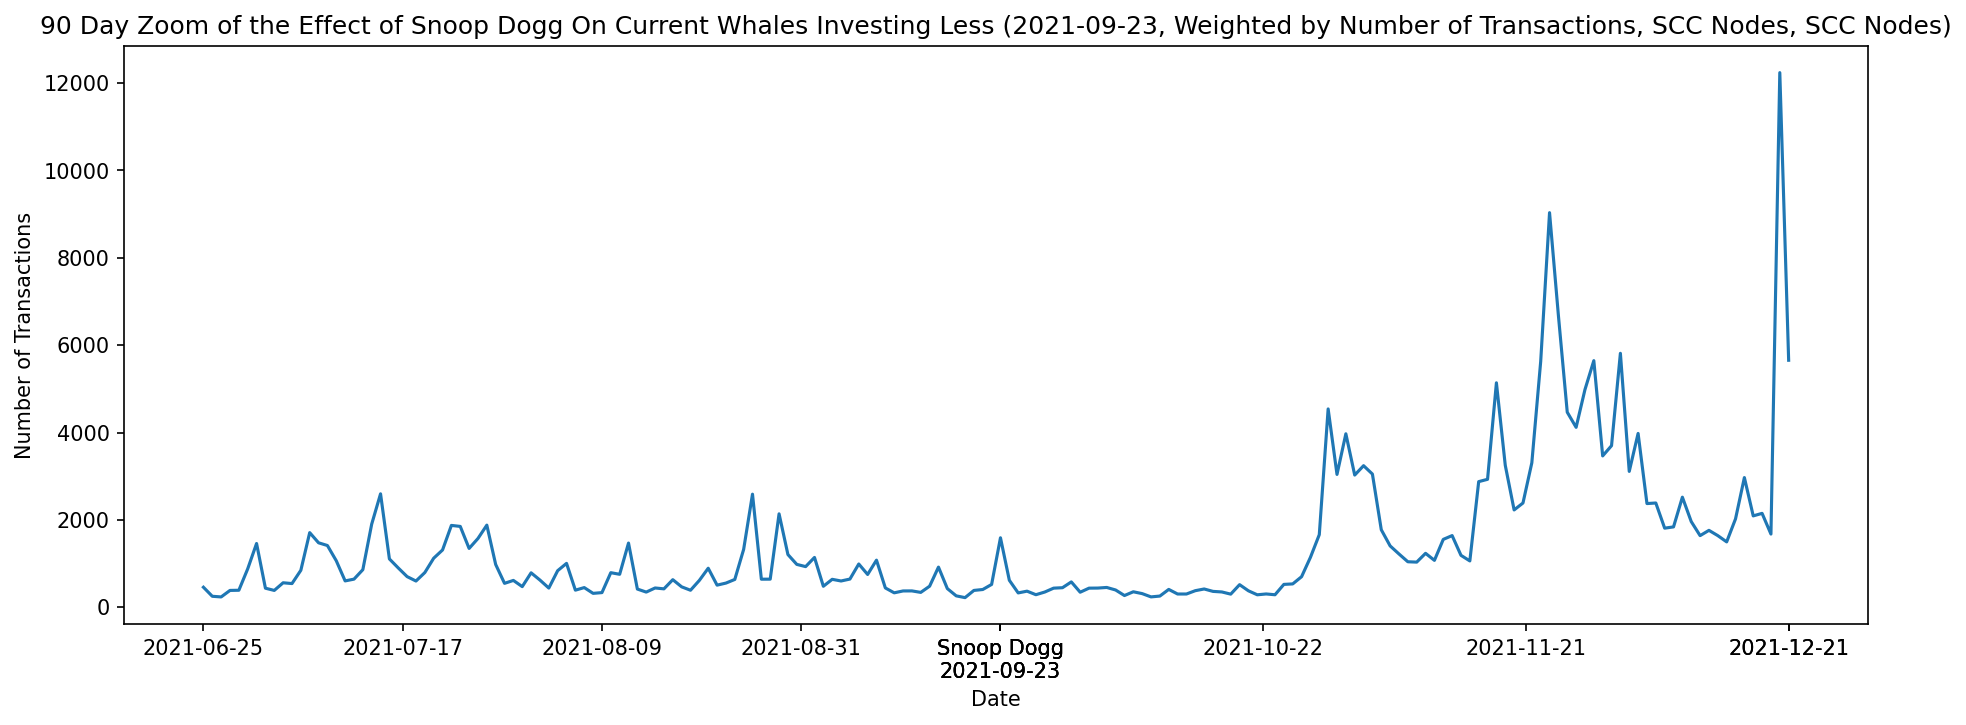 90 Day Zoom of the Effect of Snoop Dogg On Current Whales Investing Less (2021-09-23, Weighted by Number of Transactions, SCC Nodes, SCC Nodes)
Number of Transactions
12000
10000
8000
6000
4000
2000
0
2021-06-25 2021-07-17 2021-08-09 2021-08-31 Snoop Dogg 2021-10-22 2021-11-21 2021-12-21
2021-09-23
Date